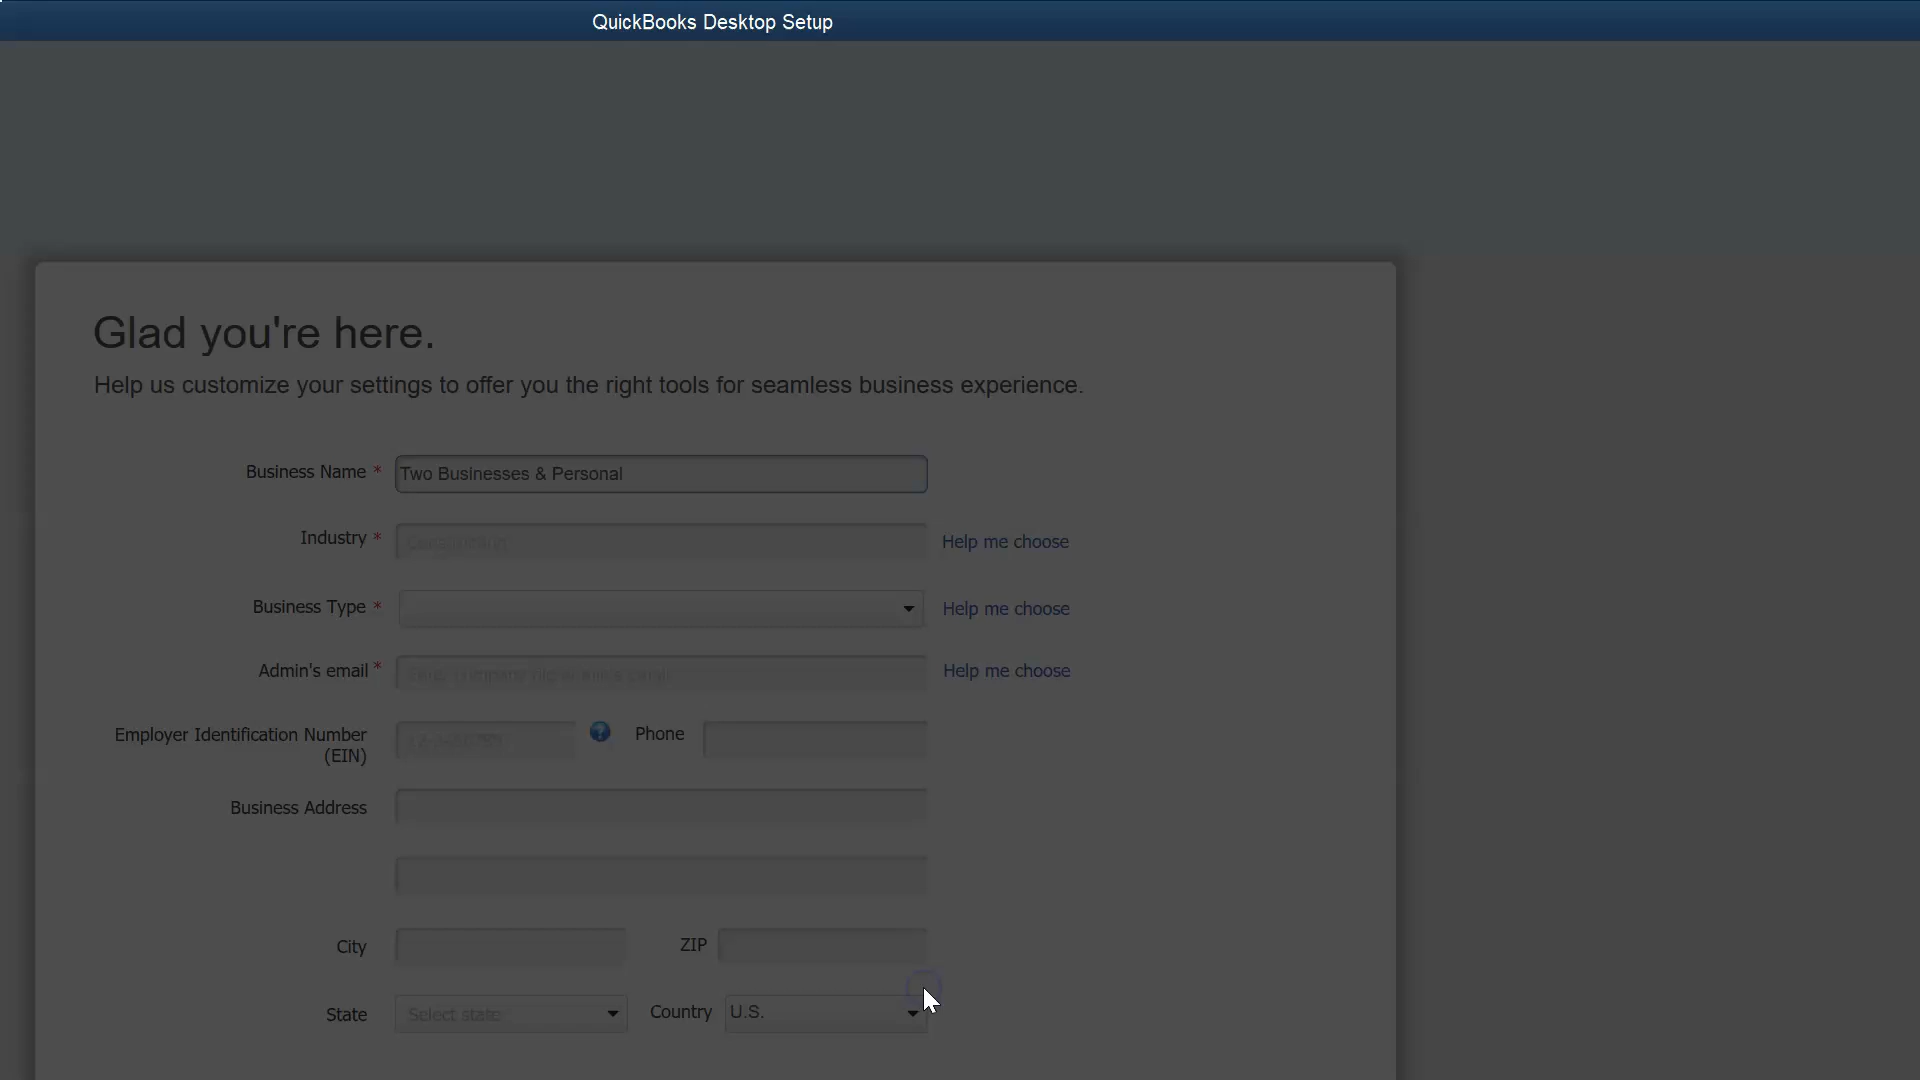 QuickBooks Desktop Setup
Glad you're here.
Help us customize your settings to offer you the right tools for seamless business experience.
Business Name * Two Businesses & Personal
Industry * Consulting Help me choose
Business Type * Help me choose
Admin's email * Help me choose
Employer Identification Number
(EIN) ? Phone
Business Address
City ZIP
State Select state Country U.S.